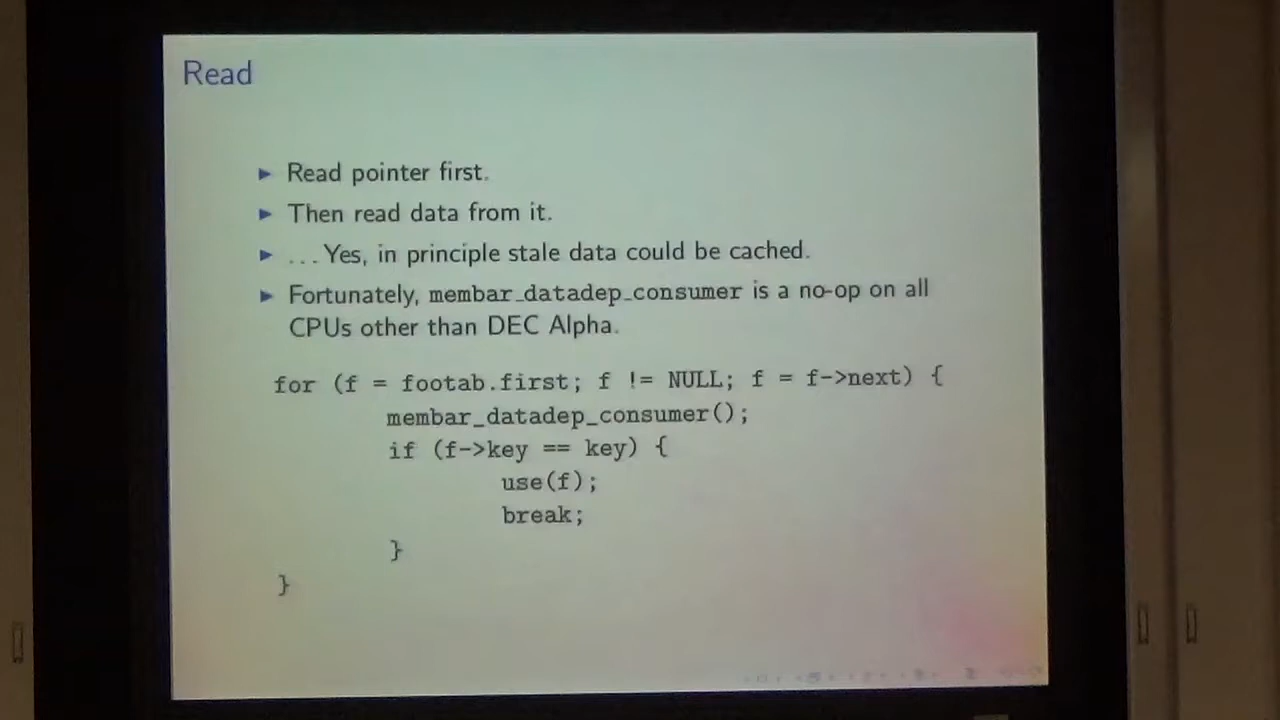 Read
▶ Read pointer first.
▶ Then read data from it.
▶ ...Yes, in principle stale data could be cached.
▶ Fortunately, membar_datadep_consumer is a no-op on all
CPUs other than DEC Alpha.
for (f = footab.first; f != NULL; f = f->next) {
membar_datadep_consumer();
if (f->key == key) {
use(f);
break;
}
}